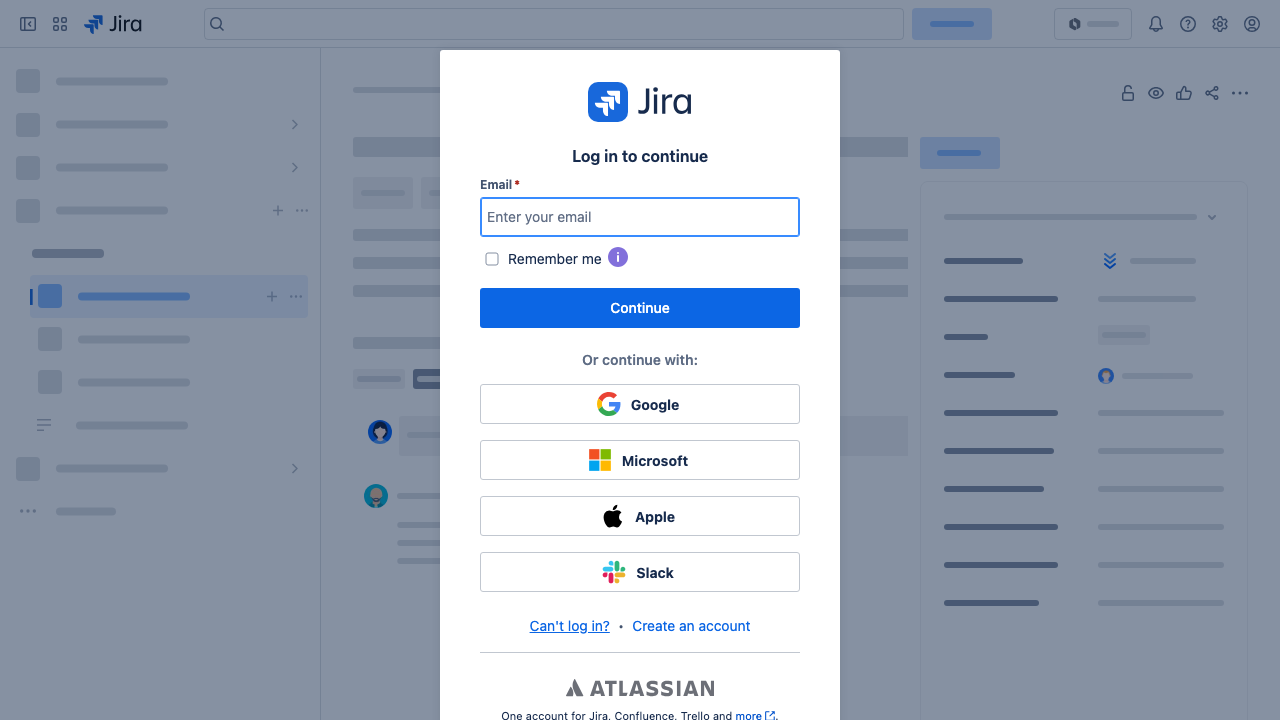 Jira
Jira
Log in to continue
Email *
Enter your email
Remember me
Continue
Or continue with:
Google
Microsoft
Apple
Slack
Can't log in? • Create an account
ATLASSIAN
One account for Jira, Confluence, Trello and more.